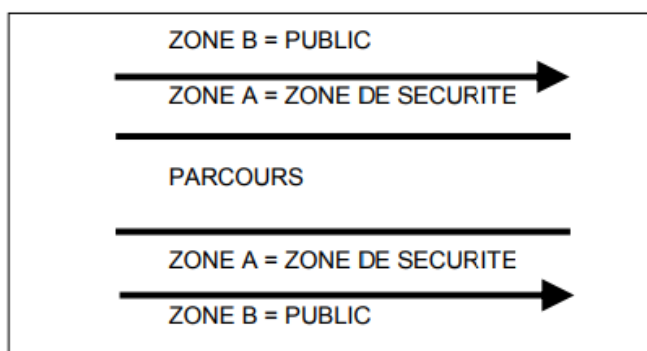 ZONE B = PUBLIC
ZONE A = ZONE DE SECURITE
PARCOURS
ZONE A = ZONE DE SECURITE
ZONE B = PUBLIC